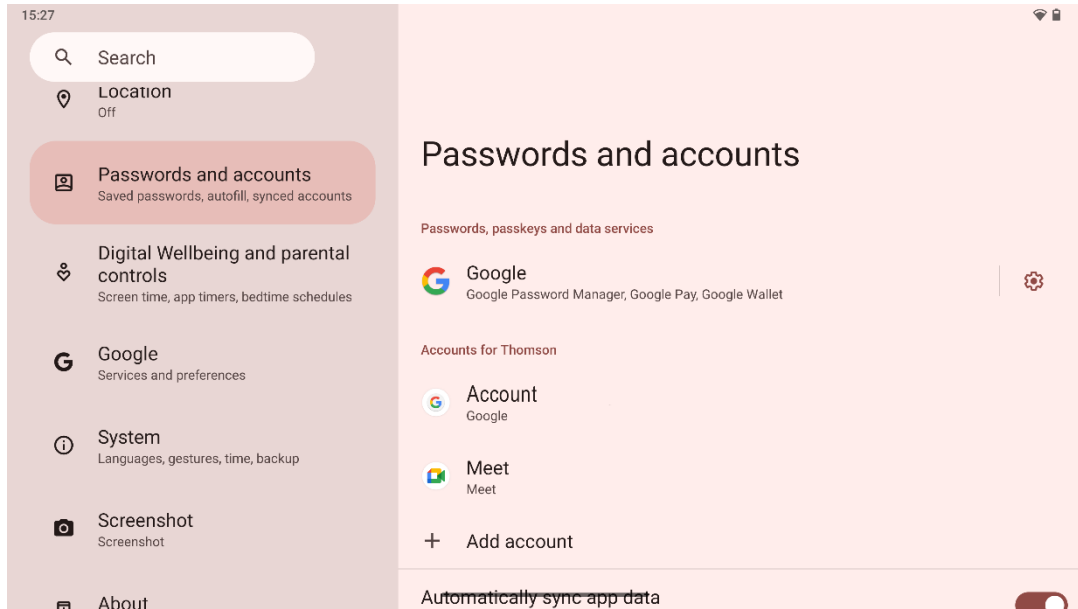 15:27
Search
Location
Off
Passwords and accounts
Saved passwords, autofill, synced accounts
Digital Wellbeing and parental
controls
Screen time, app timers, bedtime schedules
Google
Services and preferences
System
Languages, gestures, time, backup
Screenshot
Screenshot
About
Passwords and accounts
Passwords, passkeys and data services
Google
Google Password Manager, Google Pay, Google Wallet
Accounts for Thomson
Account
Google
Meet
Meet
Add account
Automatically sync app data